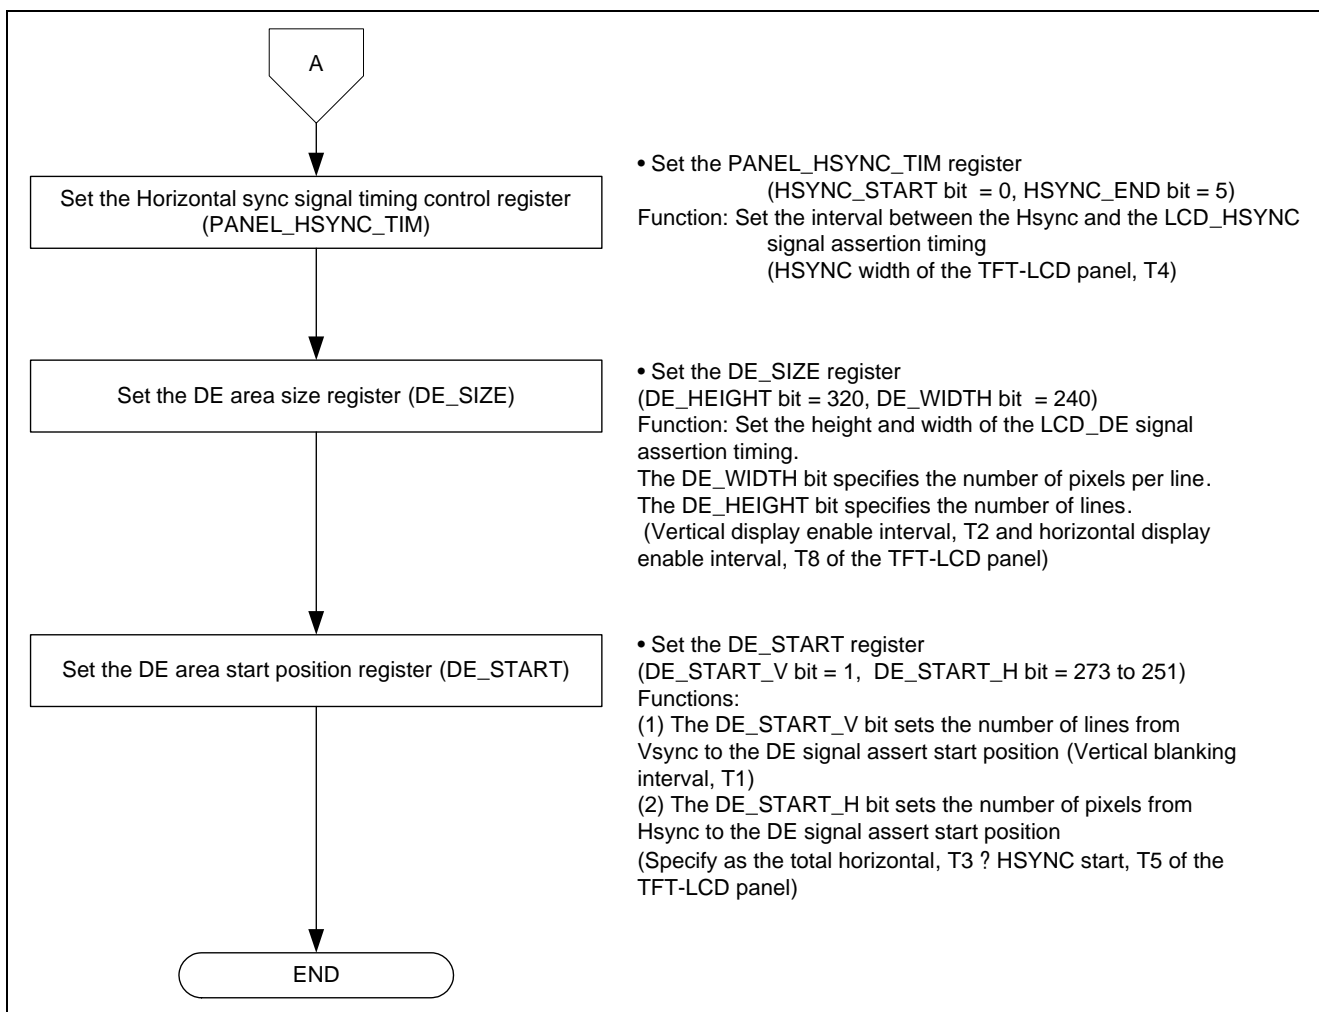 A
Set the Horizontal sync signal timing control register
(PANEL_HSYNC_TIM)
• Set the PANEL_HSYNC_TIM register
(HSYNC_START bit = 0, HSYNC_END bit = 5)
Function: Set the interval between the Hsync and the LCD_HSYNC
signal assertion timing
(HSYNC width of the TFT-LCD panel, T4)
Set the DE area size register (DE_SIZE)
• Set the DE_SIZE register
(DE_HEIGHT bit = 320, DE_WIDTH bit = 240)
Function: Set the height and width of the LCD_DE signal
assertion timing.
The DE_WIDTH bit specifies the number of pixels per line.
The DE_HEIGHT bit specifies the number of lines.
(Vertical display enable interval, T2 and horizontal display
enable interval, T8 of the TFT-LCD panel)
Set the DE area start position register (DE_START)
• Set the DE_START register
(DE_START_V bit = 1, DE_START_H bit = 273 to 251)
Functions:
(1) The DE_START_V bit sets the number of lines from
Vsync to the DE signal assert start position (Vertical blanking
interval, T1)
(2) The DE_START_H bit sets the number of pixels from
Hsync to the DE signal assert start position
(Specify as the total horizontal, T3 ? HSYNC start, T5 of the
TFT-LCD panel)
END